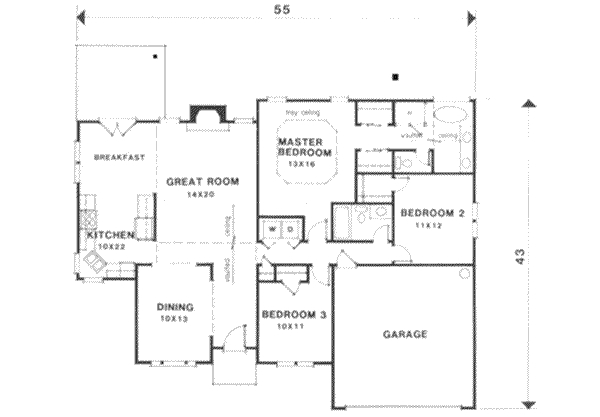 55
tray ceiling
vaulted ceiling
MASTER
BEDROOM
13X16
BREAKFAST
GREAT ROOM
14X20
BEDROOM 2
11X12
W D
KITCHEN
10X22
vaulted ceiling
43
DINING
10X13
BEDROOM 3
10X11
GARAGE